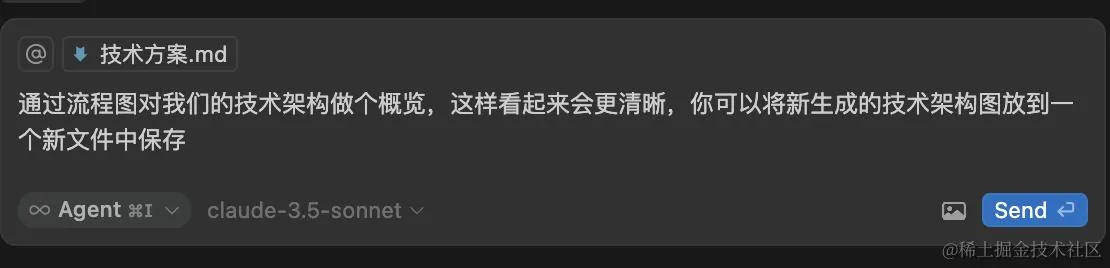 @ 技术方案.md
通过流程图对我们的技术架构做个概览，这样看起来会更清晰，你可以将新生成的技术架构图放到一
个新文件中保存
∞ Agent ⌘I claude-3.5-sonnet Send
@稀土掘金技术社区